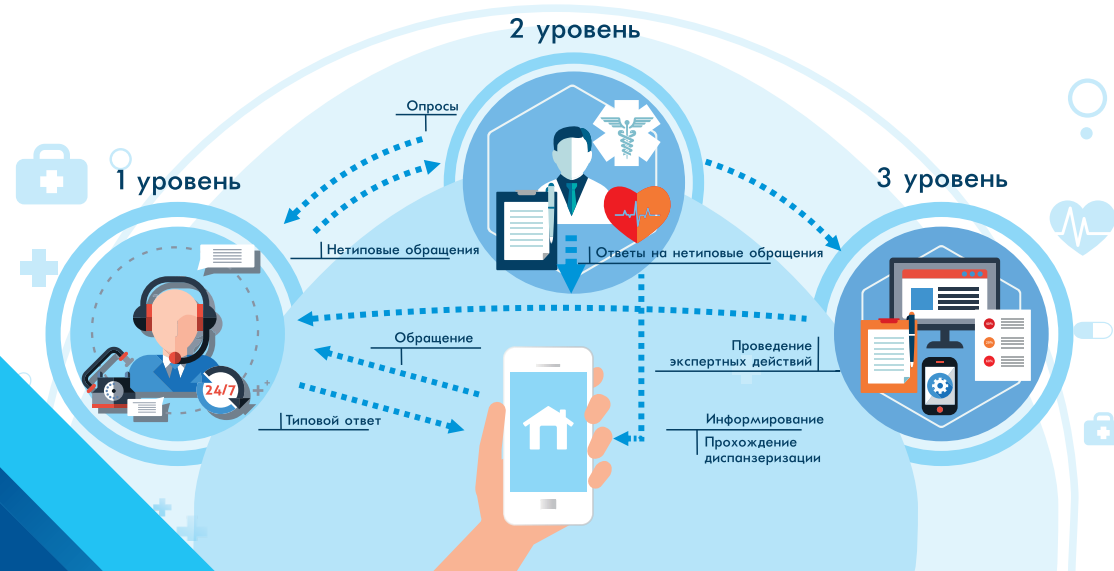 2 уровень
Опросы
1 уровень
3 уровень
Нетиповые обращения
Ответы на нетиповые обращения
Обращение
Проведение
экспертных действий
24/7
Типовой ответ
Информирование
Прохождение
диспанзеризации